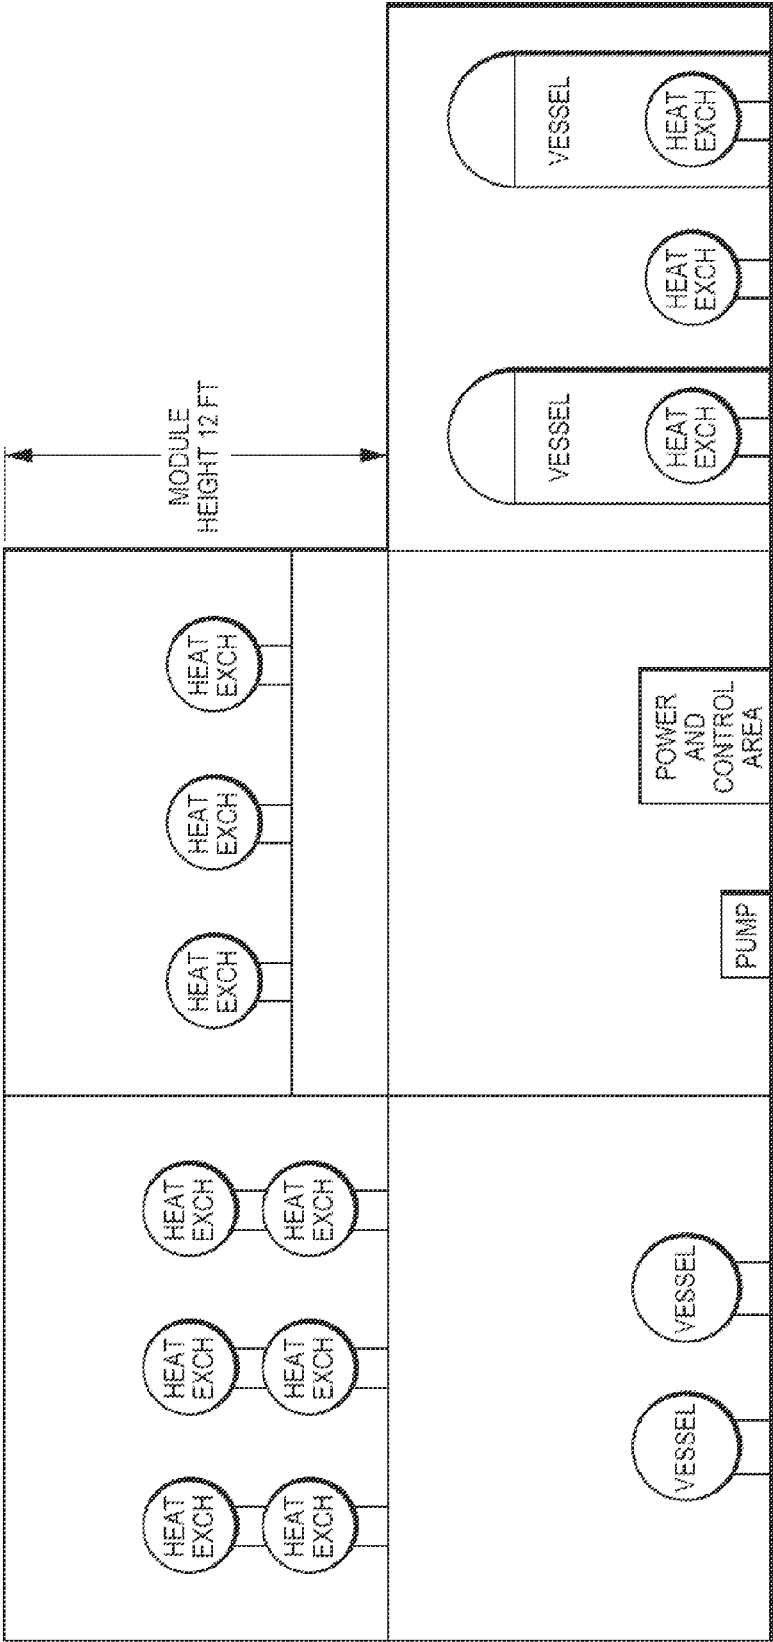 HEAT
EXCH
HEAT
EXCH
HEAT
EXCH
HEAT
EXCH
HEAT
EXCH
HEAT
EXCH
HEAT
EXCH
HEAT
EXCH
HEAT
EXCH
MODULE
HEIGHT 12 FT
VESSEL
VESSEL
PUMP
POWER
AND
CONTROL
AREA
VESSEL
HEAT
EXCH
HEAT
EXCH
VESSEL
HEAT
EXCH